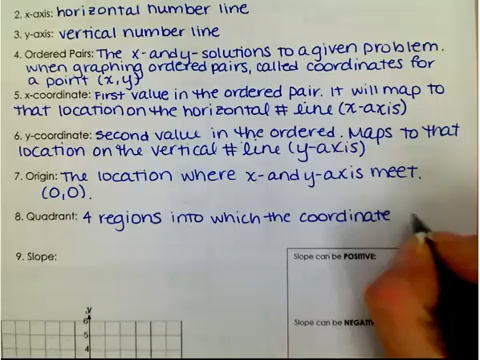 2. x-axis: horizontal number line
3. y-axis: vertical number line
4. Ordered Pairs: The x-and y-solutions to a given problem.
when graphing ordered pairs, called coordinates for
a point (x,y)
5. x-coordinate: First value in the ordered pair. It will map to
that location on the horizontal # line (x-axis)
6. y-coordinate: Second value in the ordered. Maps to that
location on the vertical # line (y-axis)
7. Origin: The location where x-and y-axis meet.
(0,0).
8. Quadrant: 4 regions into which the coordinate
9. Slope:
Slope can be POSITIVE:
y
6
5
4
Slope can be NEGATI